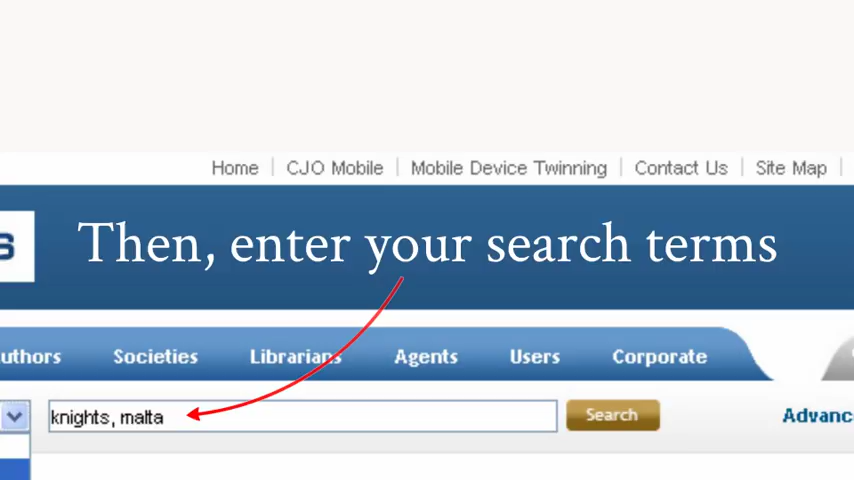 Home | CJO Mobile | Mobile Device Twinning | Contact Us | Site Map |
S Then, enter your search terms
uthors Societies Librarians Agents Users Corporate
knights, malta Search Advanc